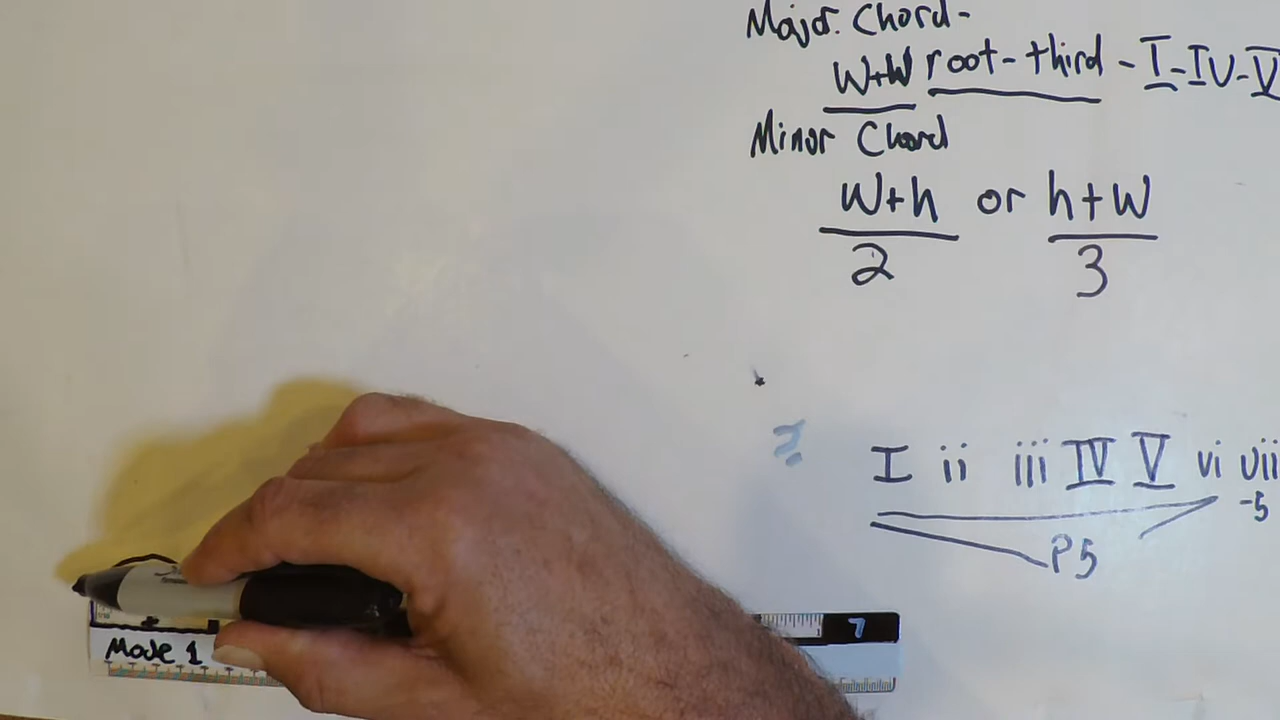 Major. Chord-
W+W root-third - I-IV-V
Minor Chord
W+h or h+W
2 3
?
I ii iii IV V vi vii
-5
P5
7
Mode 1